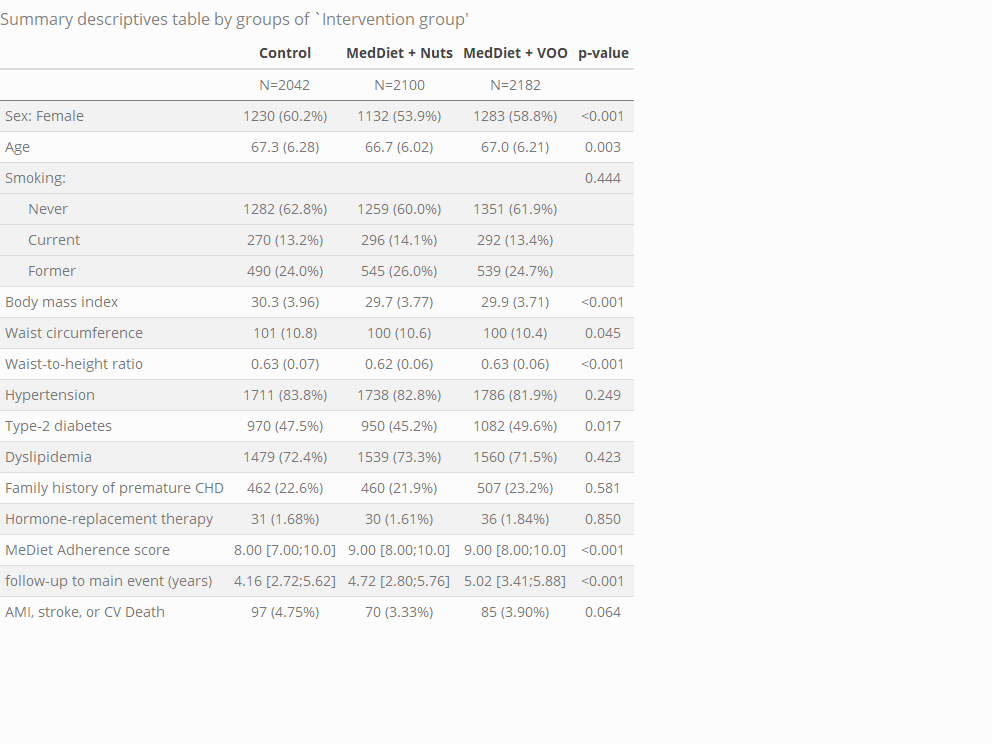 Summary descriptives table by groups of `Intervention group'
Control MedDiet + Nuts MedDiet + VOO p-value
N=2042 N=2100 N=2182
Sex: Female 1230 (60.2%) 1132 (53.9%) 1283 (58.8%) <0.001
Age 67.3 (6.28) 66.7 (6.02) 67.0 (6.21) 0.003
Smoking: 0.444
Never 1282 (62.8%) 1259 (60.0%) 1351 (61.9%)
Current 270 (13.2%) 296 (14.1%) 292 (13.4%)
Former 490 (24.0%) 545 (26.0%) 539 (24.7%)
Body mass index 30.3 (3.96) 29.7 (3.77) 29.9 (3.71) <0.001
Waist circumference 101 (10.8) 100 (10.6) 100 (10.4) 0.045
Waist-to-height ratio 0.63 (0.07) 0.62 (0.06) 0.63 (0.06) <0.001
Hypertension 1711 (83.8%) 1738 (82.8%) 1786 (81.9%) 0.249
Type-2 diabetes 970 (47.5%) 950 (45.2%) 1082 (49.6%) 0.017
Dyslipidemia 1479 (72.4%) 1539 (73.3%) 1560 (71.5%) 0.423
Family history of premature CHD 462 (22.6%) 460 (21.9%) 507 (23.2%) 0.581
Hormone-replacement therapy 31 (1.68%) 30 (1.61%) 36 (1.84%) 0.850
MeDiet Adherence score 8.00 [7.00;10.0] 9.00 [8.00;10.0] 9.00 [8.00;10.0] <0.001
follow-up to main event (years) 4.16 [2.72;5.62] 4.72 [2.80;5.76] 5.02 [3.41;5.88] <0.001
AMI, stroke, or CV Death 97 (4.75%) 70 (3.33%) 85 (3.90%) 0.064